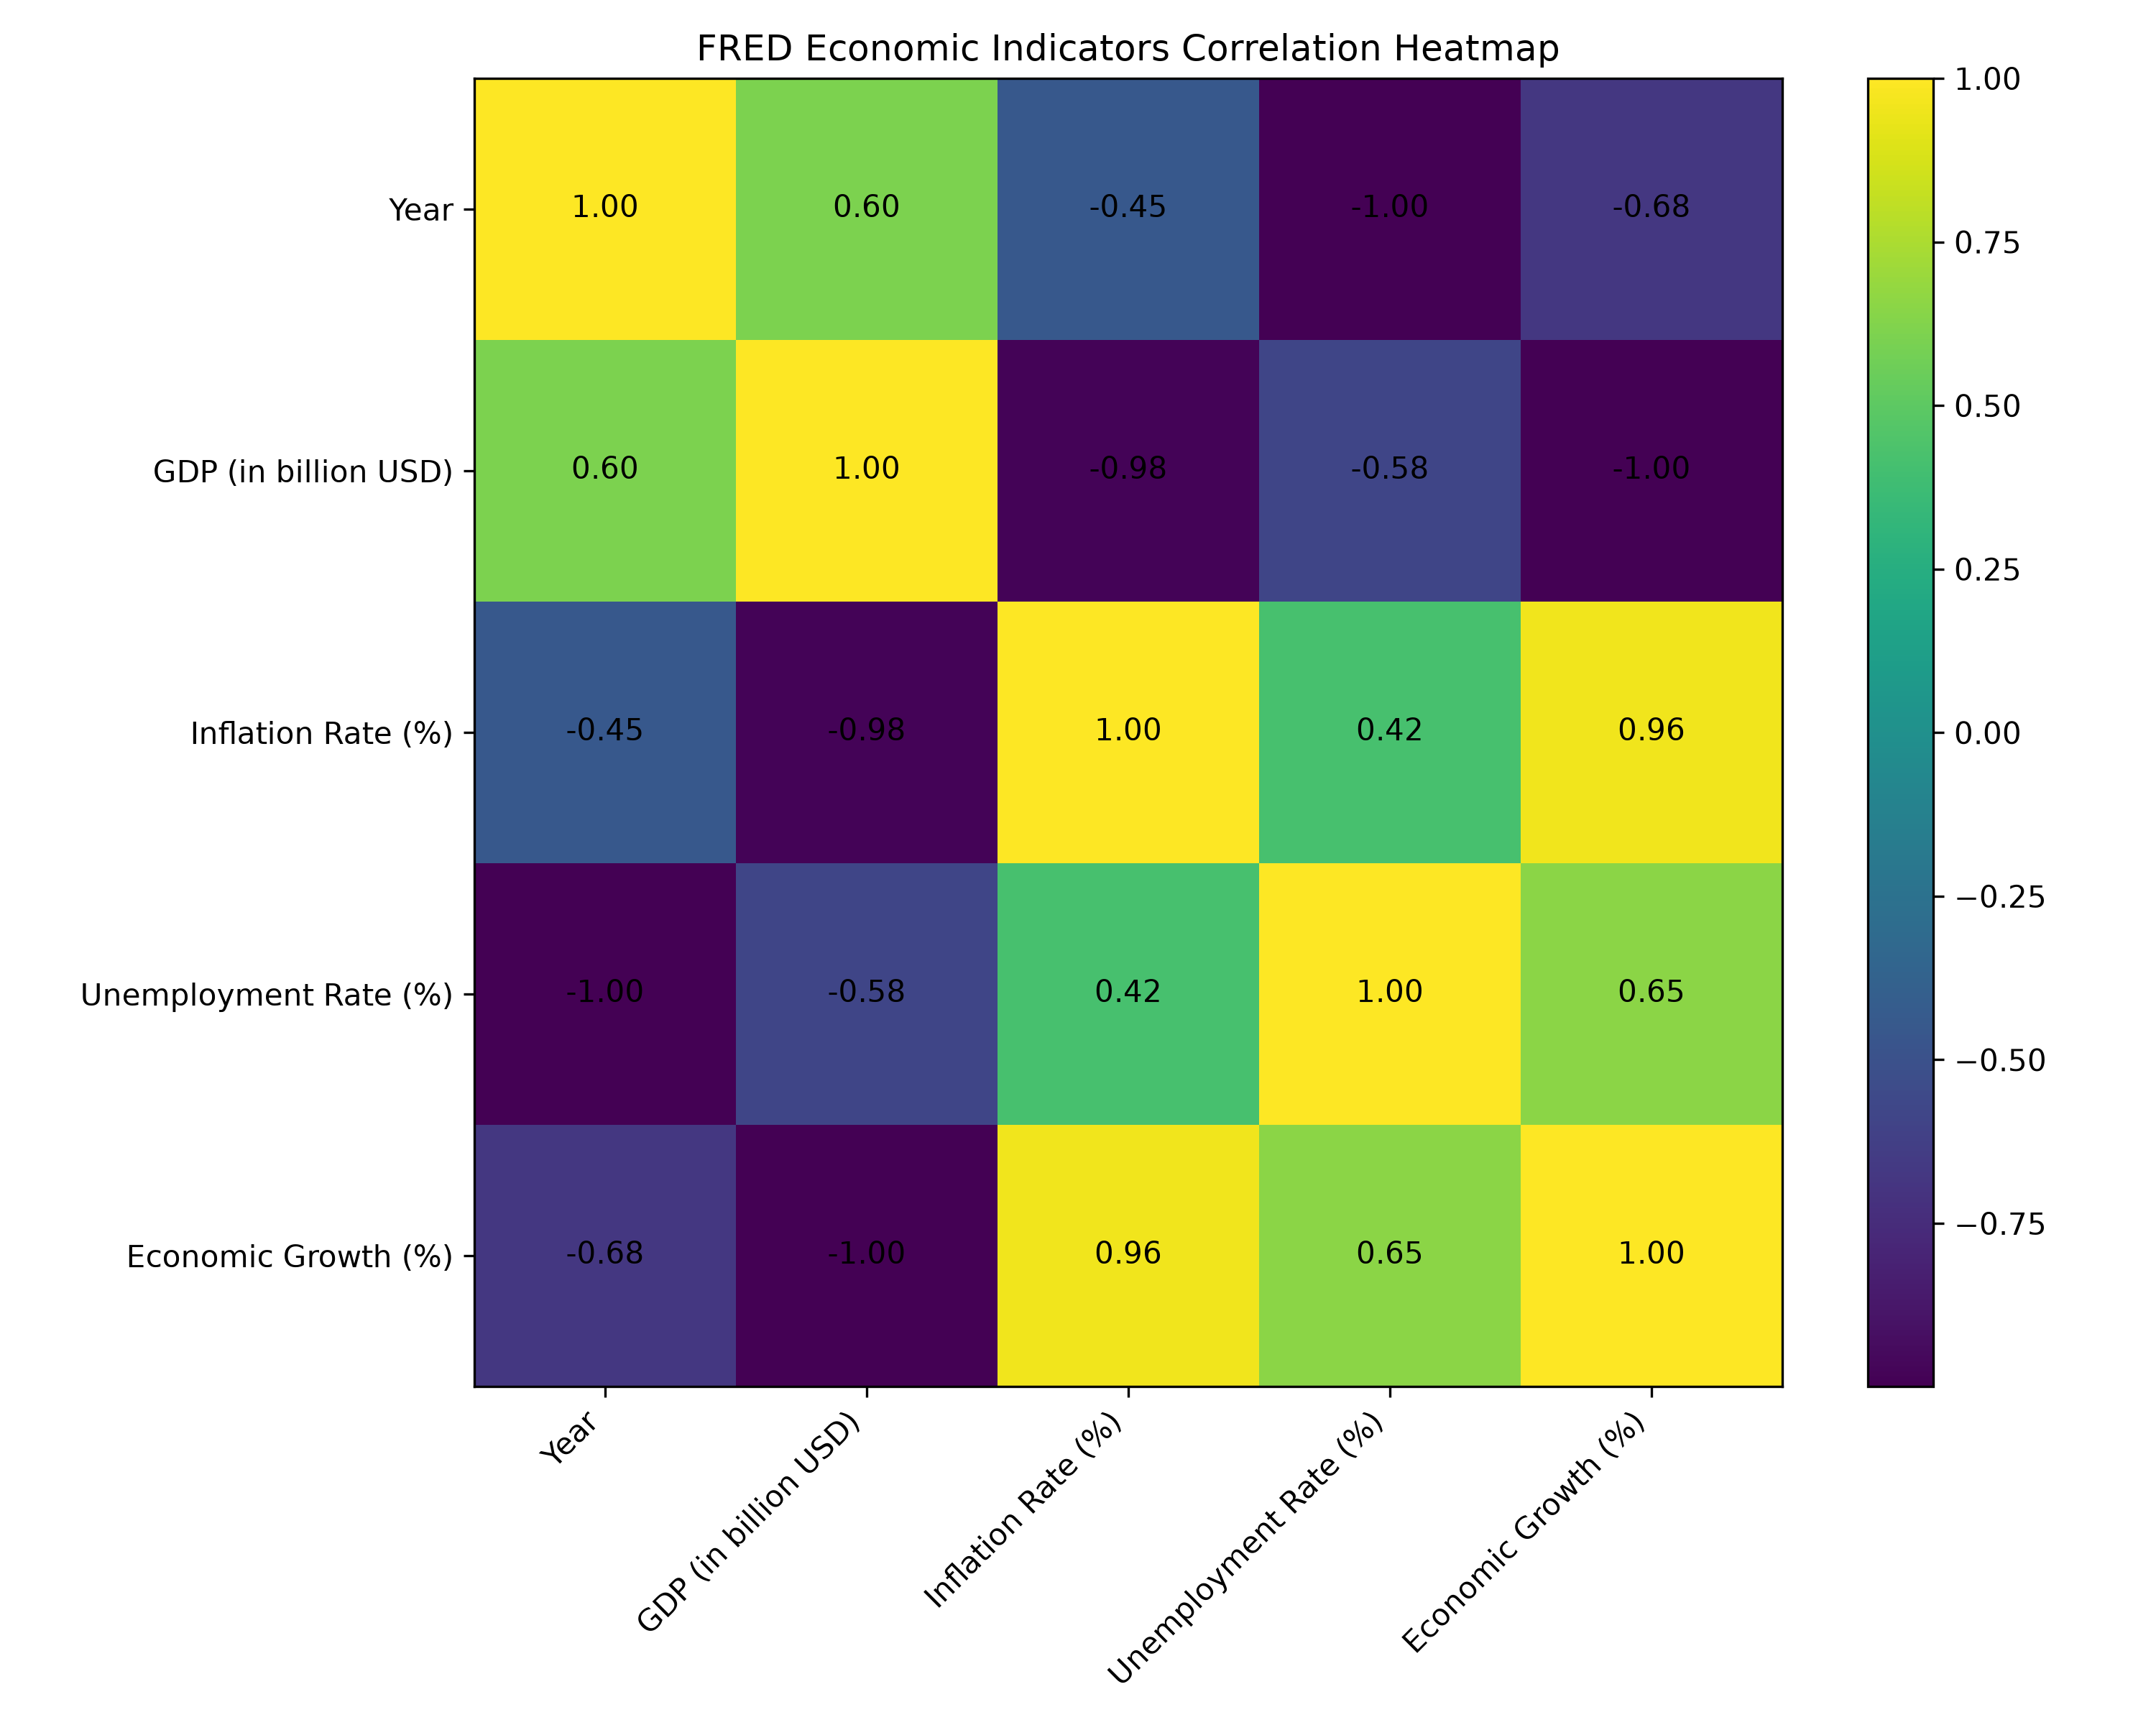 FRED Economic Indicators Correlation Heatmap
Year 1.00 0.60 -0.45 -1.00 -0.68
GDP (in billion USD) 0.60 1.00 -0.98 -0.58 -1.00
Inflation Rate (%) -0.45 -0.98 1.00 0.42 0.96
Unemployment Rate (%) -1.00 -0.58 0.42 1.00 0.65
Economic Growth (%) -0.68 -1.00 0.96 0.65 1.00
Year
GDP (in billion USD)
Inflation Rate (%)
Unemployment Rate (%)
Economic Growth (%)
1.00
0.75
0.50
0.25
0.00
−0.25
−0.50
−0.75